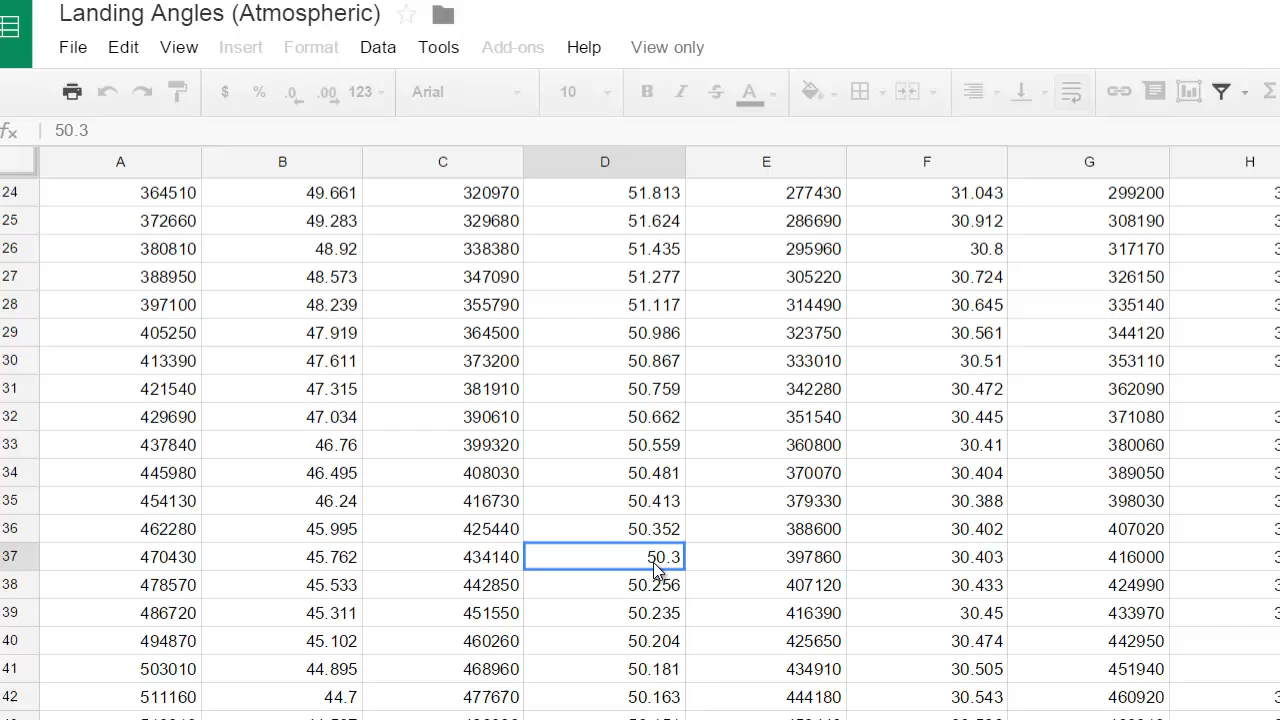 Landing Angles (Atmospheric)
File Edit View Insert Format Data Tools Add-ons Help View only
$ % .0 .00 123 Arial 10 B I S A Σ
fx 50.3
A B C D E F G H
24 364510 49.661 320970 51.813 277430 31.043 299200
25 372660 49.283 329680 51.624 286690 30.912 308190
26 380810 48.92 338380 51.435 295960 30.8 317170
27 388950 48.573 347090 51.277 305220 30.724 326150
28 397100 48.239 355790 51.117 314490 30.645 335140
29 405250 47.919 364500 50.986 323750 30.561 344120
30 413390 47.611 373200 50.867 333010 30.51 353110
31 421540 47.315 381910 50.759 342280 30.472 362090
32 429690 47.034 390610 50.662 351540 30.445 371080
33 437840 46.76 399320 50.559 360800 30.41 380060
34 445980 46.495 408030 50.481 370070 30.404 389050
35 454130 46.24 416730 50.413 379330 30.388 398030
36 462280 45.995 425440 50.352 388600 30.402 407020
37 470430 45.762 434140 50.3 397860 30.403 416000
38 478570 45.533 442850 50.256 407120 30.433 424990
39 486720 45.311 451550 50.235 416390 30.45 433970
40 494870 45.102 460260 50.204 425650 30.474 442950
41 503010 44.895 468960 50.181 434910 30.505 451940
42 511160 44.7 477670 50.163 444180 30.543 460920